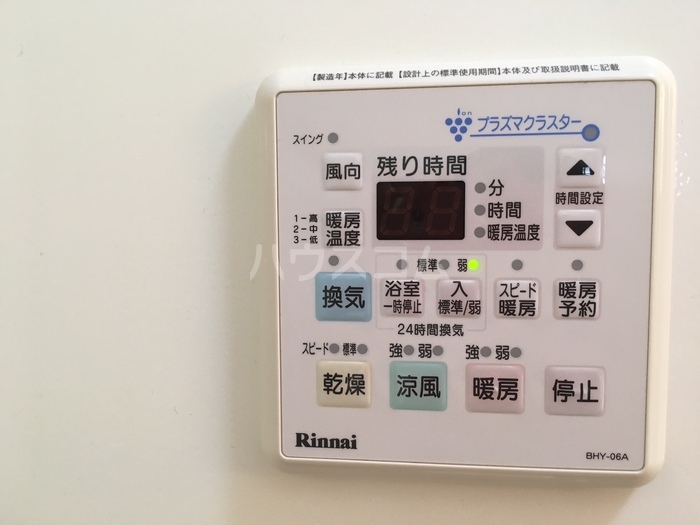 【製造年】本体に記載【設計上の標準使用期間】本体及び取扱説明書に記載
ion
プラズマクラスター
スイング
風向
残り時間
分
時間
暖房温度
時間設定
1-高
2-中
3-低
暖房
温度
標準 弱
換気
浴室
一時停止
入
標準/弱
スピード
暖房
暖房
予約
24時間換気
スピード 標準
強 弱
強 弱
乾燥
涼風
暖房
停止
Rinnai
BHY-06A
ハウスコム